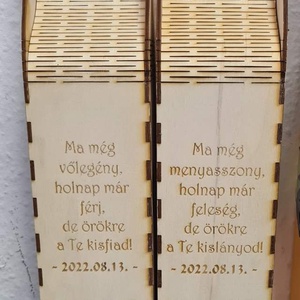 Ma még
vőlegény,
holnap már
férj,
de örökre
a Te kisfiad!
- 2022.08.13. -
Ma még
menyasszony,
holnap már
feleség,
de örökre
a Te kislányod!
- 2022.08.13. -